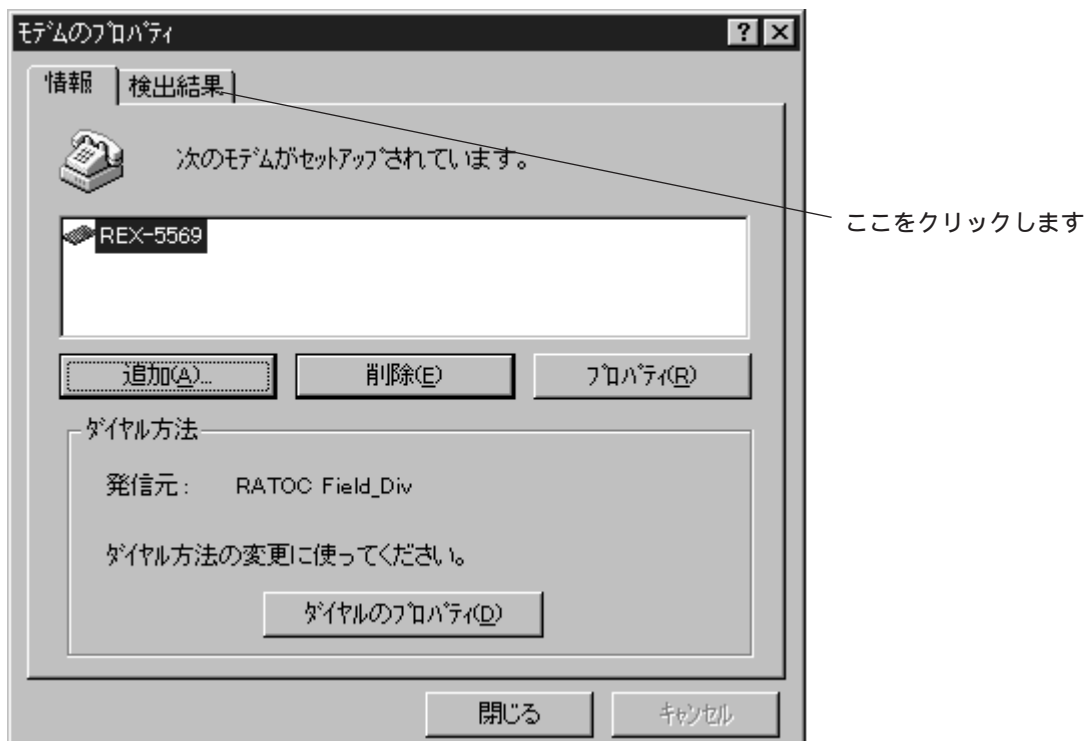 モデムのプロパティ
情報 検出結果
次のモデムがセットアップされています。
ここをクリックします
REX-5569
追加(A)... 削除(E) プロパティ(R)
ダイヤル方法
発信元: RATOC Field_Div
ダイヤル方法の変更に使ってください。
ダイヤルのプロパティ(D)
閉じる キャンセル